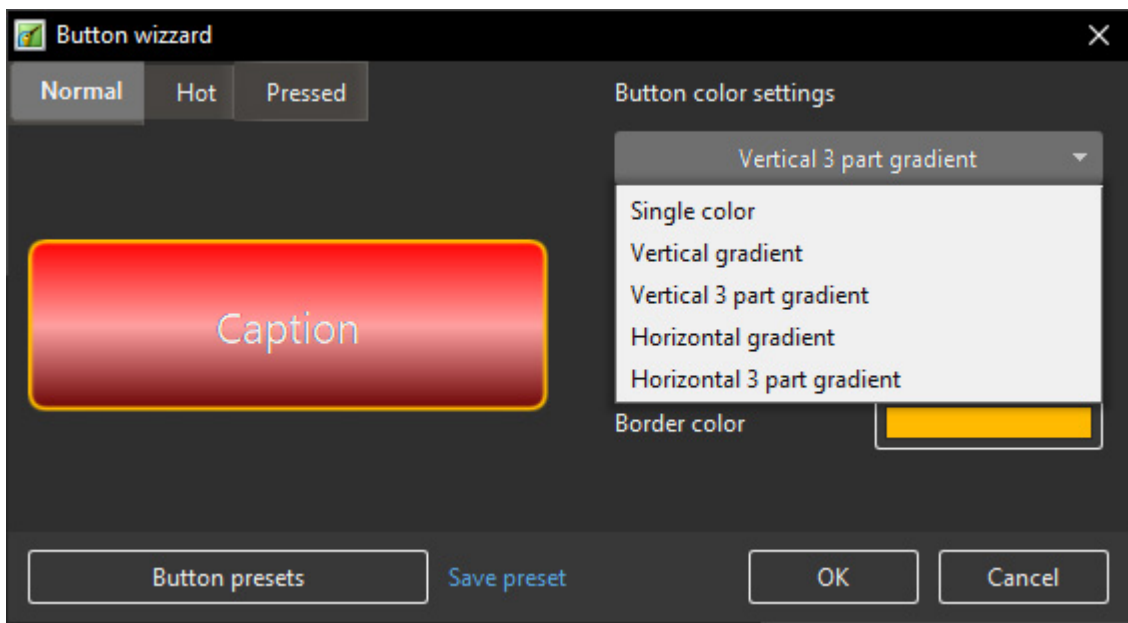 Button wizzard
Normal Hot Pressed
Button color settings
Vertical 3 part gradient
Single color
Vertical gradient
Vertical 3 part gradient
Horizontal gradient
Horizontal 3 part gradient
Caption
Border color
Button presets Save preset OK Cancel